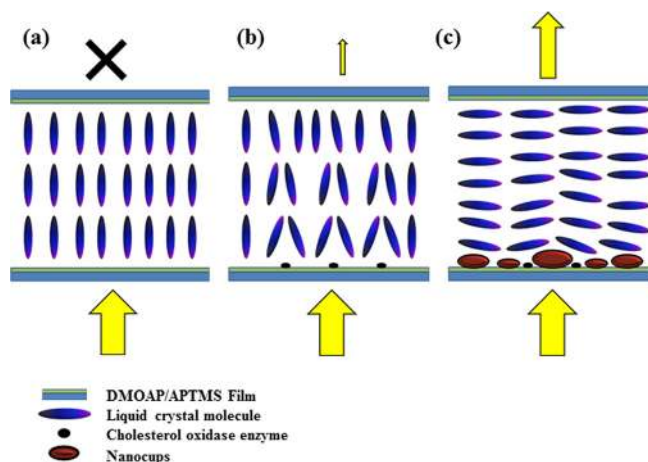 (a)
(b)
(c)
DMOAP/APTMS Film
Liquid crystal molecule
Cholesterol oxidase enzyme
Nanocups